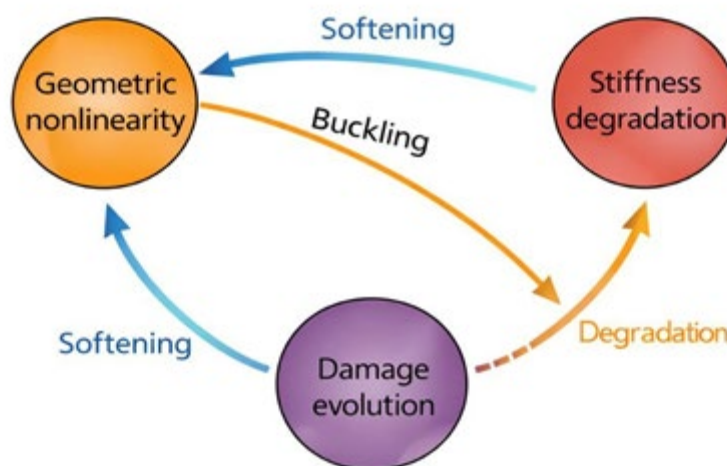 Softening
Geometric
nonlinearity
Stiffness
degradation
Buckling
Softening
Degradation
Damage
evolution